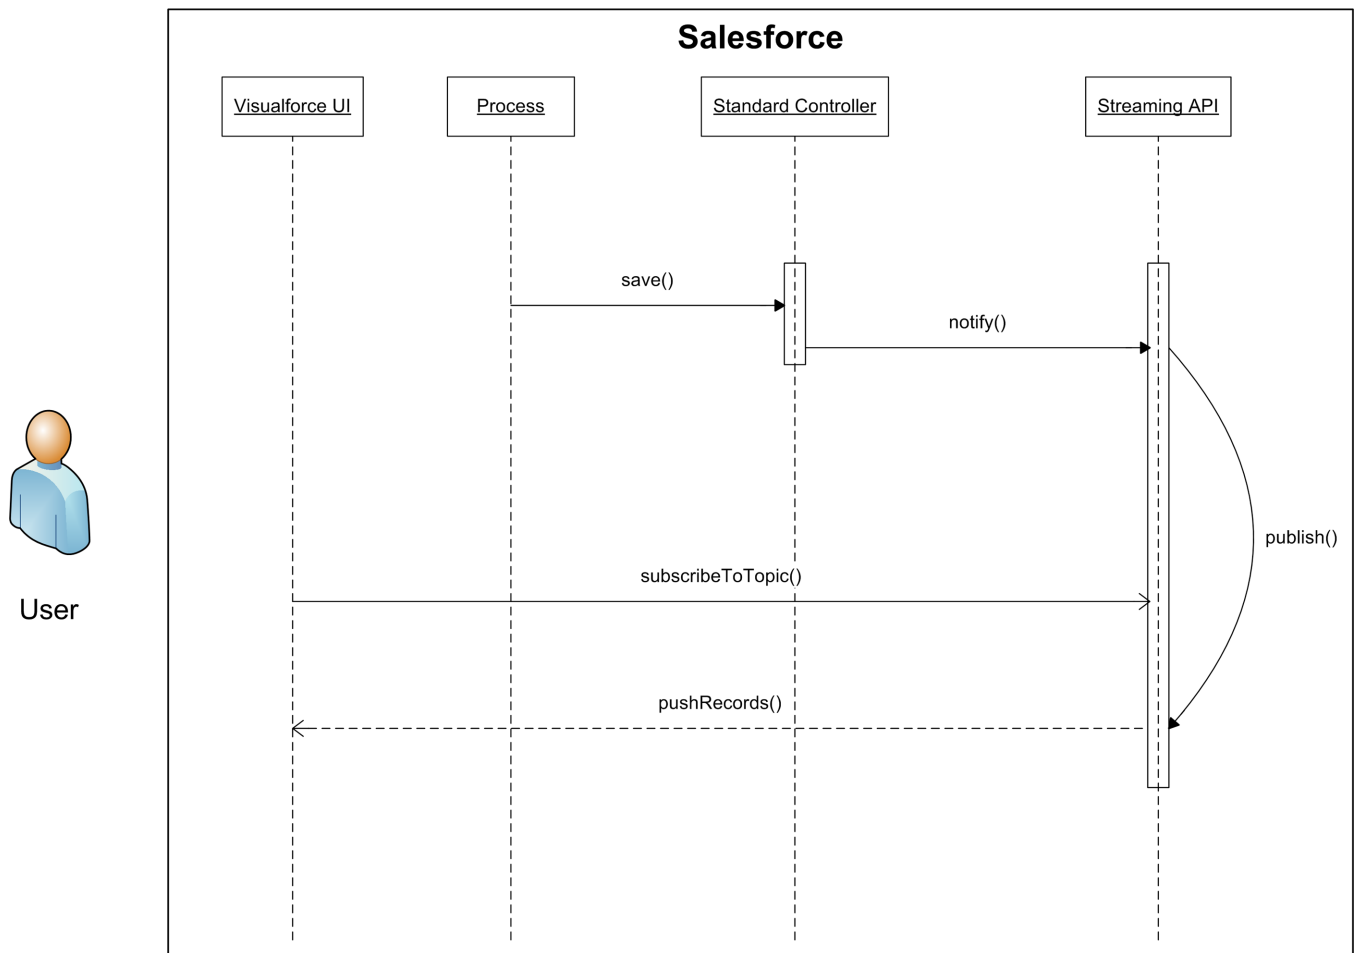 Salesforce
Visualforce UI
Process
Standard Controller
Streaming API
save()
notify()
publish()
subscribeToTopic()
User
pushRecords()